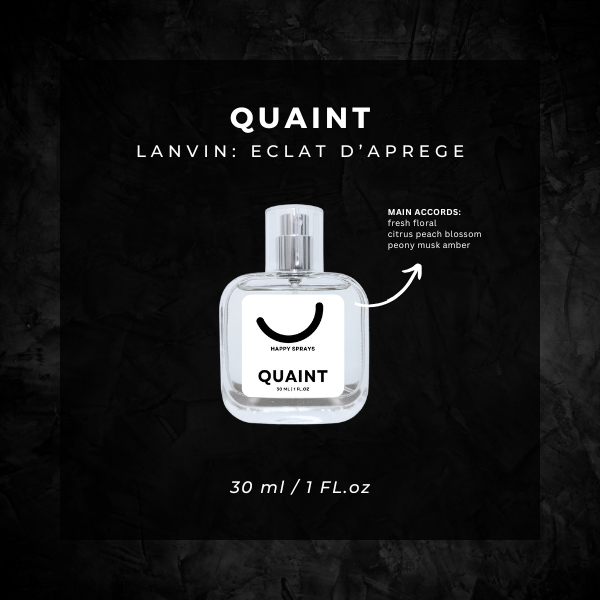 QUAINT
LANVIN: ECLAT D’APREGE
MAIN ACCORDS:
fresh floral
citrus peach blossom
peony musk amber
HAPPY SPRAYS
QUAINT
30 ML | 1 FL.OZ
30 ml / 1 FL.oz